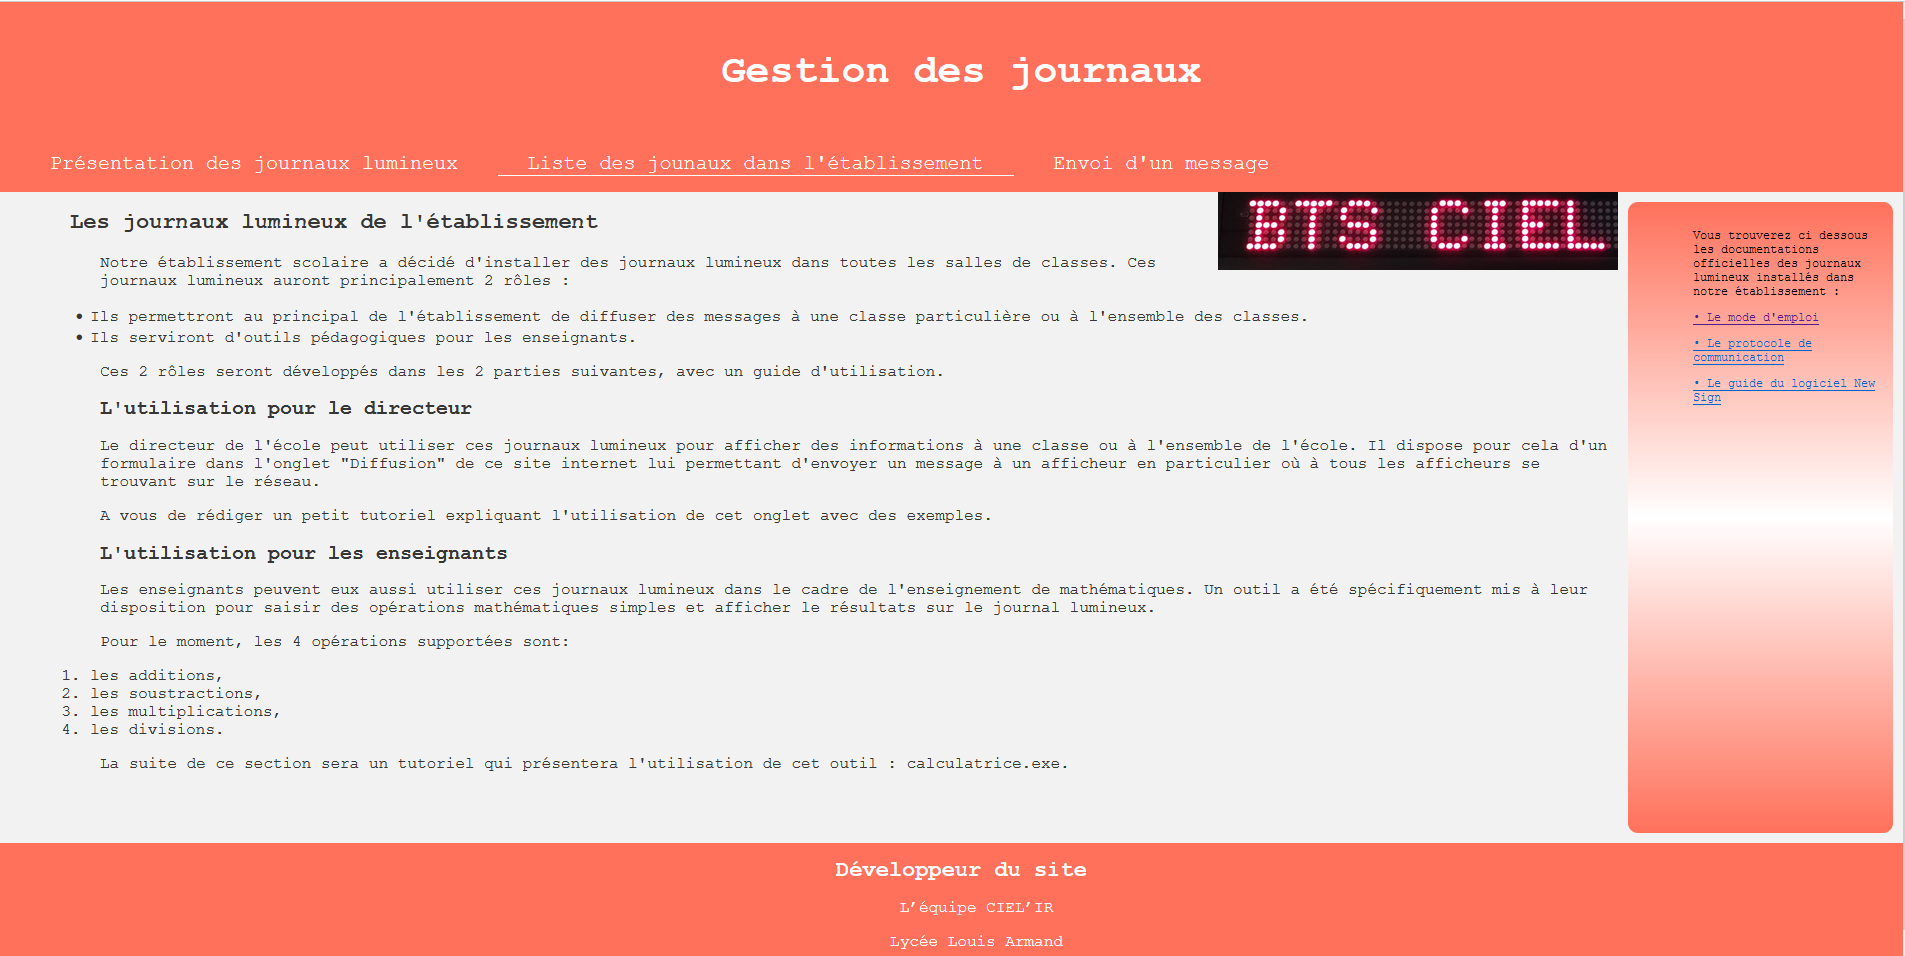 Gestion des journaux
Présentation des journaux lumineux
Liste des jounaux dans l'établissement
Envoi d'un message
Les journaux lumineux de l'établissement
BTS CIEL
Notre établissement scolaire a décidé d'installer des journaux lumineux dans toutes les salles de classes. Ces
journaux lumineux auront principalement 2 rôles :
• Ils permettront au principal de l'établissement de diffuser des messages à une classe particulière ou à l'ensemble des classes.
• Ils serviront d'outils pédagogiques pour les enseignants.
Ces 2 rôles seront développés dans les 2 parties suivantes, avec un guide d'utilisation.
L'utilisation pour le directeur
Le directeur de l'école peut utiliser ces journaux lumineux pour afficher des informations à une classe ou à l'ensemble de l'école. Il dispose pour cela d'un
formulaire dans l'onglet "Diffusion" de ce site internet lui permettant d'envoyer un message à un afficheur en particulier où à tous les afficheurs se
trouvant sur le réseau.
A vous de rédiger un petit tutoriel expliquant l'utilisation de cet onglet avec des exemples.
L'utilisation pour les enseignants
Les enseignants peuvent eux aussi utiliser ces journaux lumineux dans le cadre de l'enseignement de mathématiques. Un outil a été spécifiquement mis à leur
disposition pour saisir des opérations mathématiques simples et afficher le résultats sur le journal lumineux.
Pour le moment, les 4 opérations supportées sont:
1. les additions,
2. les soustractions,
3. les multiplications,
4. les divisions.
La suite de ce section sera un tutoriel qui présentera l'utilisation de cet outil : calculatrice.exe.
Vous trouverez ci dessous
les documentations
officielles des journaux
lumineux installés dans
notre établissement :
• Le mode d'emploi
• Le protocole de
communication
• Le guide du logiciel New
Sign
Développeur du site
L’équipe CIEL’IR
Lycée Louis Armand